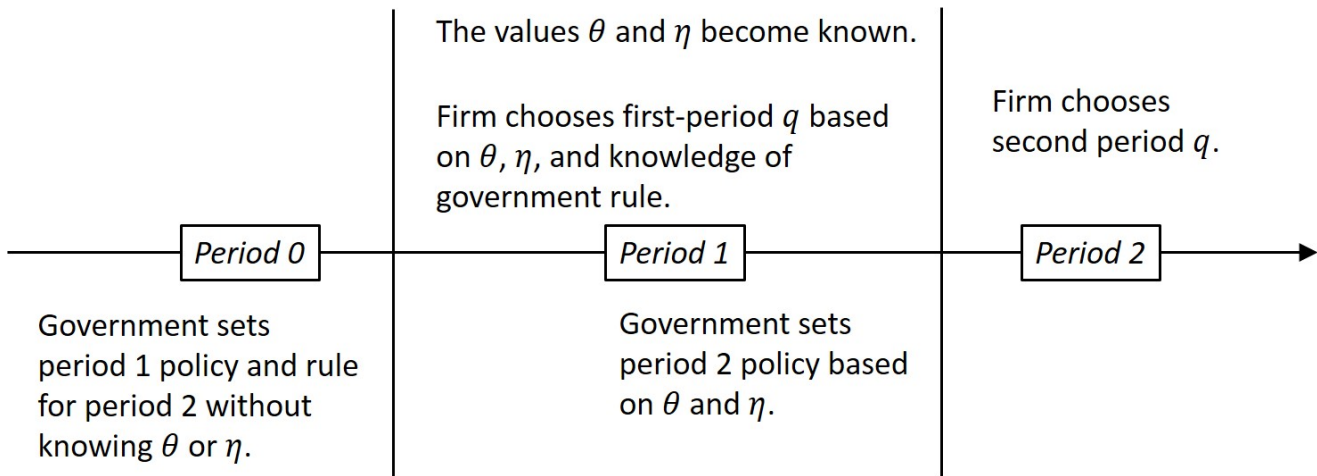 The values θ and η become known.
Firm chooses first-period q based
on θ, η, and knowledge of
government rule.
Firm chooses
second period q.
Period 0
Period 1
Period 2
Government sets
period 1 policy and rule
for period 2 without
knowing θ or η.
Government sets
period 2 policy based
on θ and η.